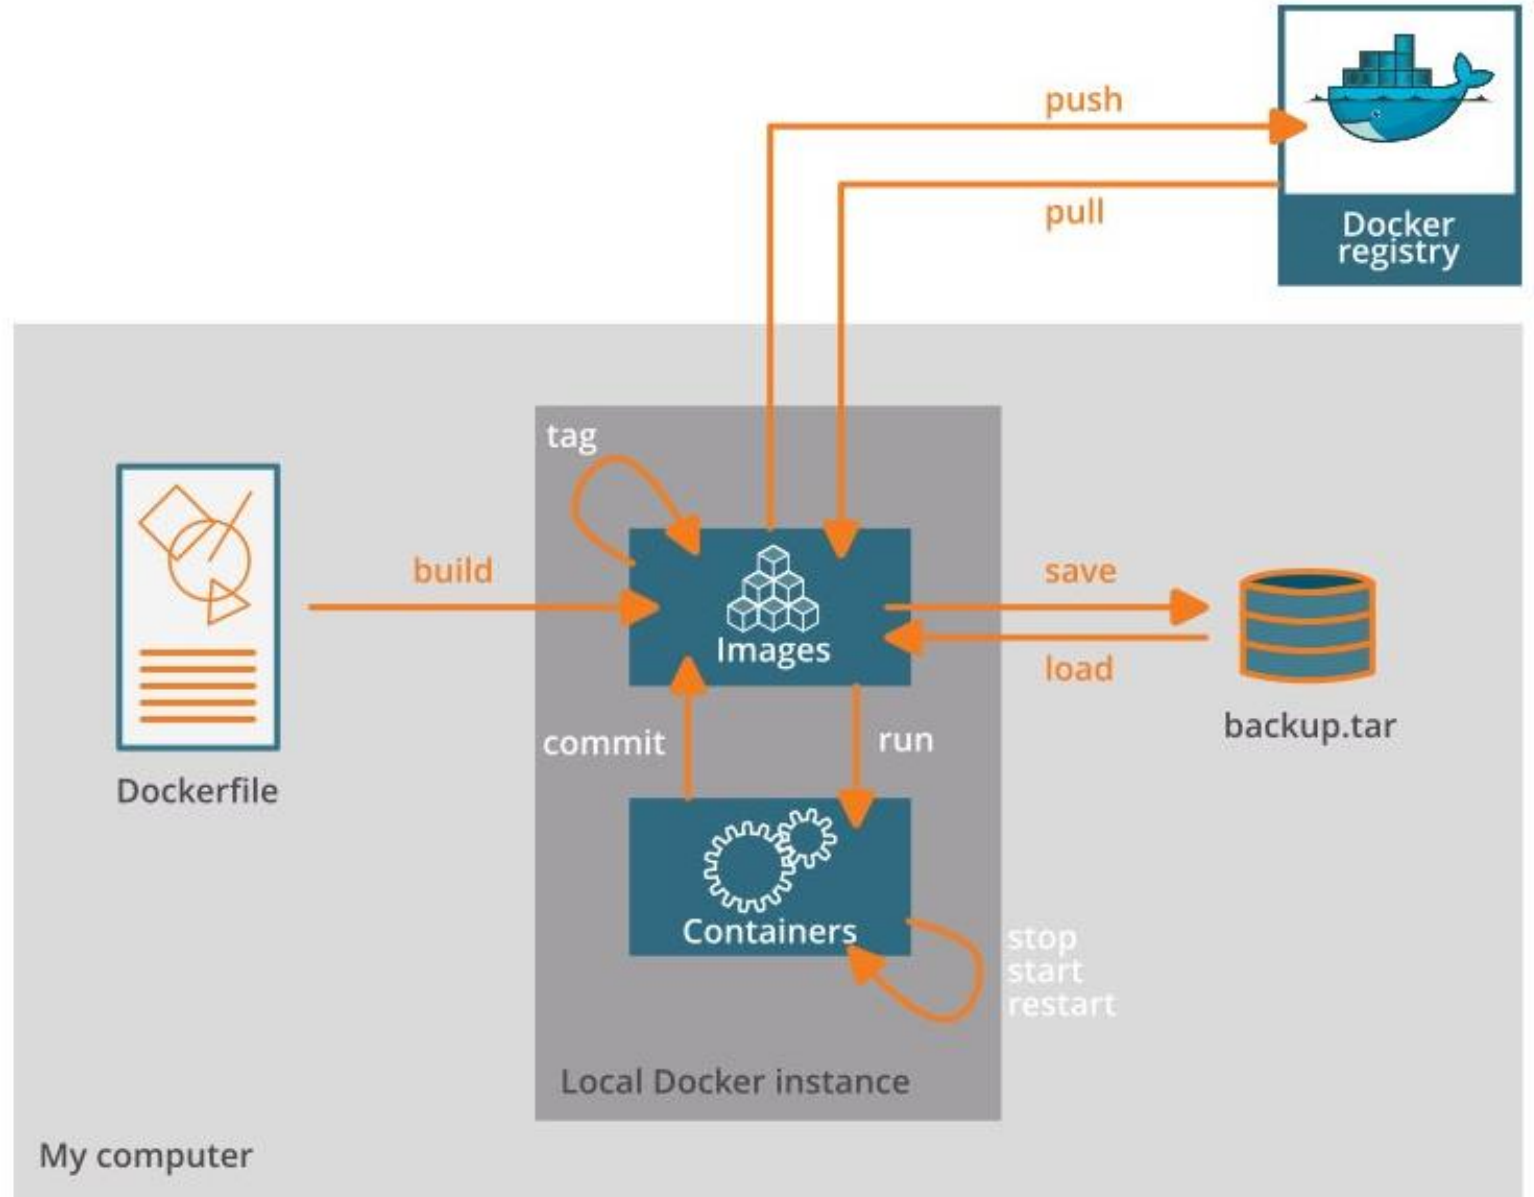 push
pull
Docker
registry
tag
build
Images
save
load
backup.tar
commit
run
Dockerfile
Containers
stop
start
restart
Local Docker instance
My computer